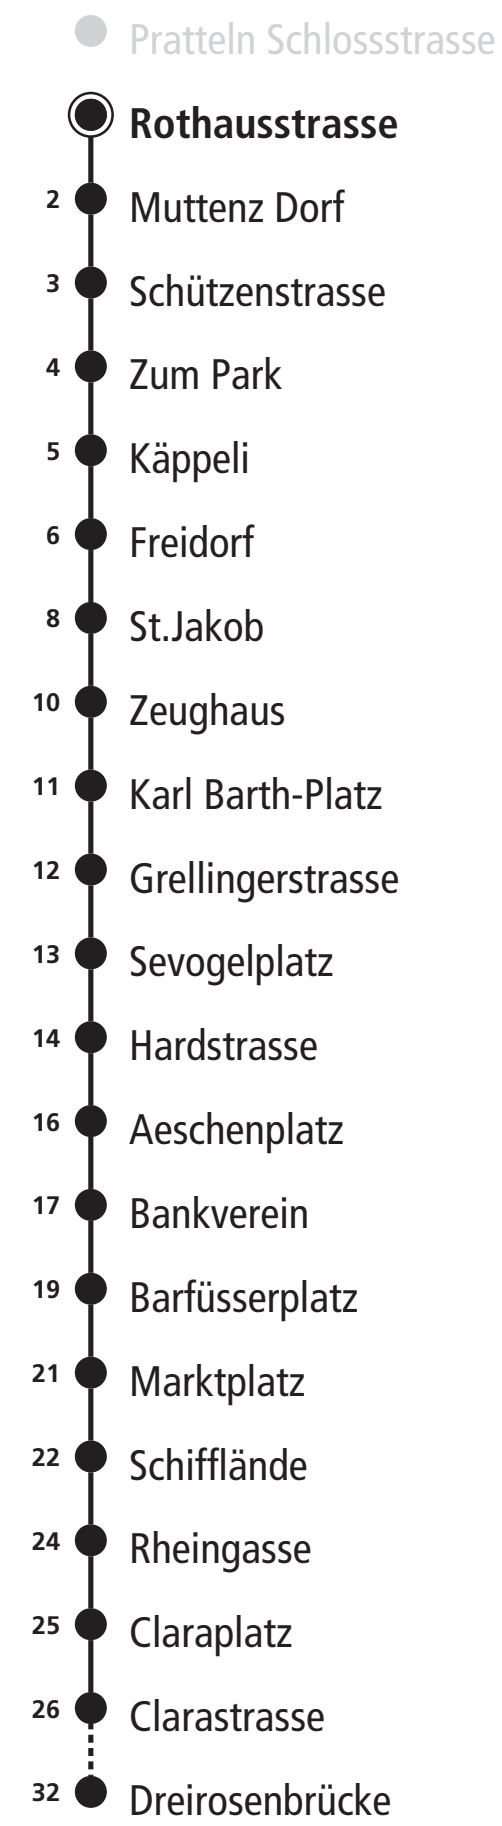 Pratteln Schlossstrasse
Rothausstrasse
2 Muttenz Dorf
3 Schützenstrasse
4 Zum Park
5 Käppeli
6 Freidorf
8 St.Jakob
10 Zeughaus
11 Karl Barth-Platz
12 Grellingerstrasse
13 Sevogelplatz
14 Hardstrasse
16 Aeschenplatz
17 Bankverein
19 Barfüsserplatz
21 Marktplatz
22 Schifflände
24 Rheingasse
25 Claraplatz
26 Clarastrasse
32 Dreirosenbrücke